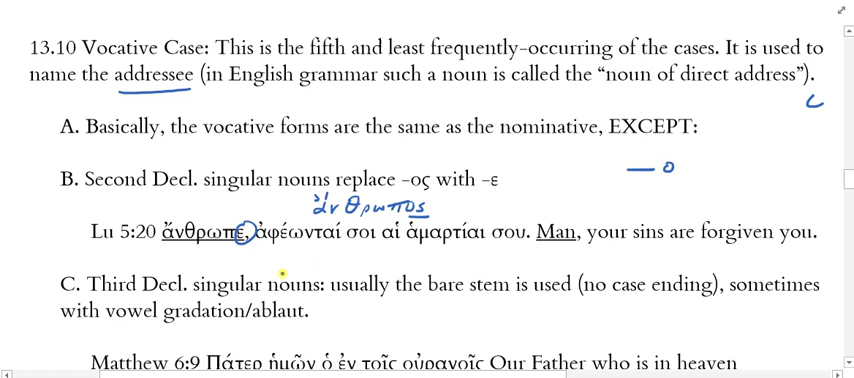 13.10 Vocative Case: This is the fifth and least frequently-occurring of the cases. It is used to
name the addressee (in English grammar such a noun is called the “noun of direct address”).
A. Basically, the vocative forms are the same as the nominative, EXCEPT:
B. Second Decl. singular nouns replace -ος with -ε
ἄνθρωπος
Lu 5:20 ἄνθρωπε, ἀφέωνταί σοι αἱ ἁμαρτίαι σου. Man, your sins are forgiven you.
C. Third Decl. singular nouns: usually the bare stem is used (no case ending), sometimes
with vowel gradation/ablaut.
Matthew 6:9 Πάτερ ἡμῶν ὁ ἐν τοῖς οὐρανοῖς Our Father who is in heaven